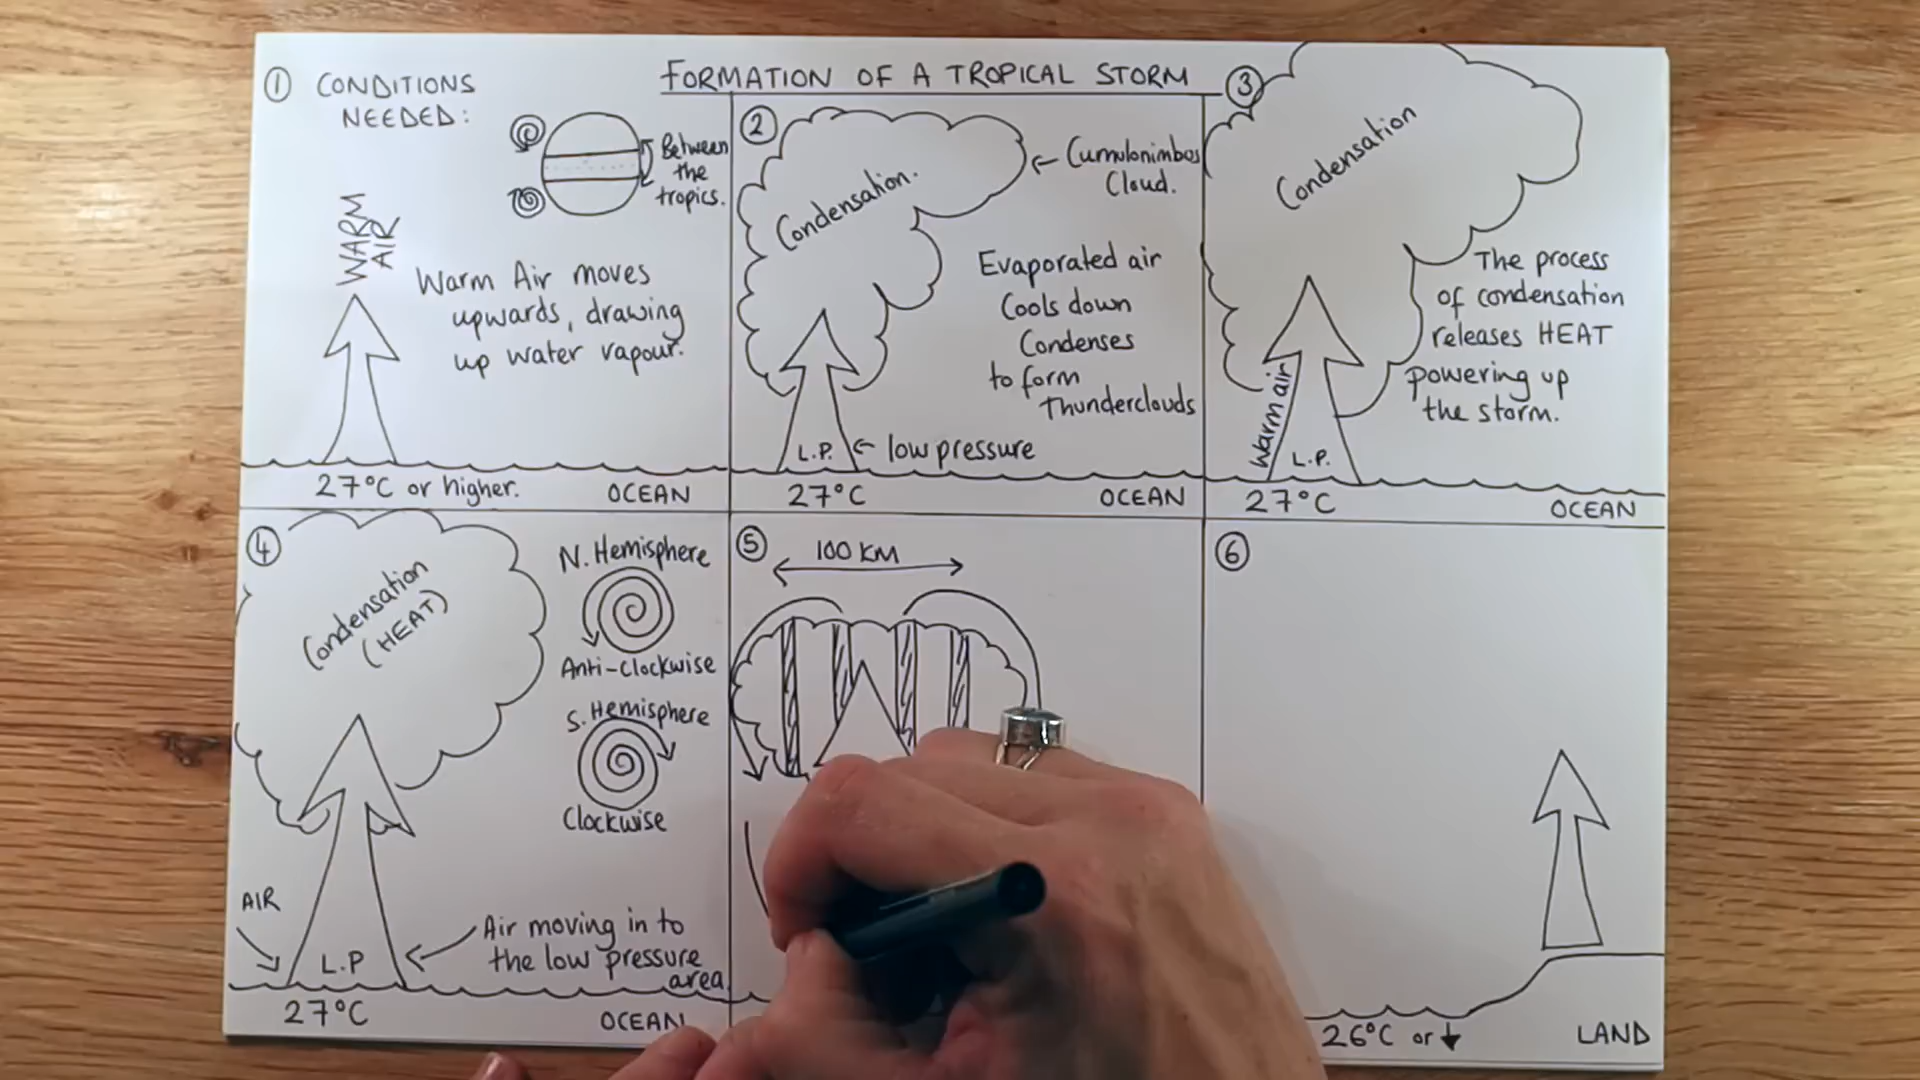 FORMATION OF A TROPICAL STORM
① CONDITIONS
NEEDED:
Between
the
tropics.
WARM
AIR
Warm Air moves
upwards, drawing
up water vapour.
27°C or higher.
OCEAN
②
Condensation.
← Cumulonimbos
Cloud.
Evaporated air
Cools down
Condenses
to form
Thunderclouds
L.P. ← low pressure
27°C
OCEAN
③
Condensation
The process
of condensation
releases HEAT
powering up
the storm.
Warm air
L.P.
27°C
OCEAN
④
Condensation
(HEAT)
N. Hemisphere
Anti-Clockwise
S. Hemisphere
Clockwise
AIR
L.P
Air moving in to
the low pressure
area.
27°C
OCEAN
⑤
100 KM
⑥
26°C or ↓
LAND